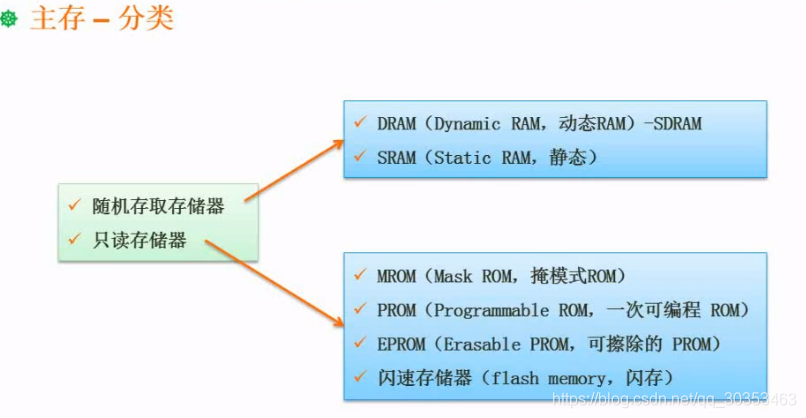 主存 – 分类
DRAM（Dynamic RAM，动态RAM）-SDRAM
SRAM（Static RAM，静态）
随机存取存储器
只读存储器
MROM（Mask ROM，掩模式ROM）
PROM（Programmable ROM，一次可编程 ROM）
EPROM（Erasable PROM，可擦除的 PROM）
闪速存储器（flash memory，闪存）
https://blog.csdn.net/qq_30353463